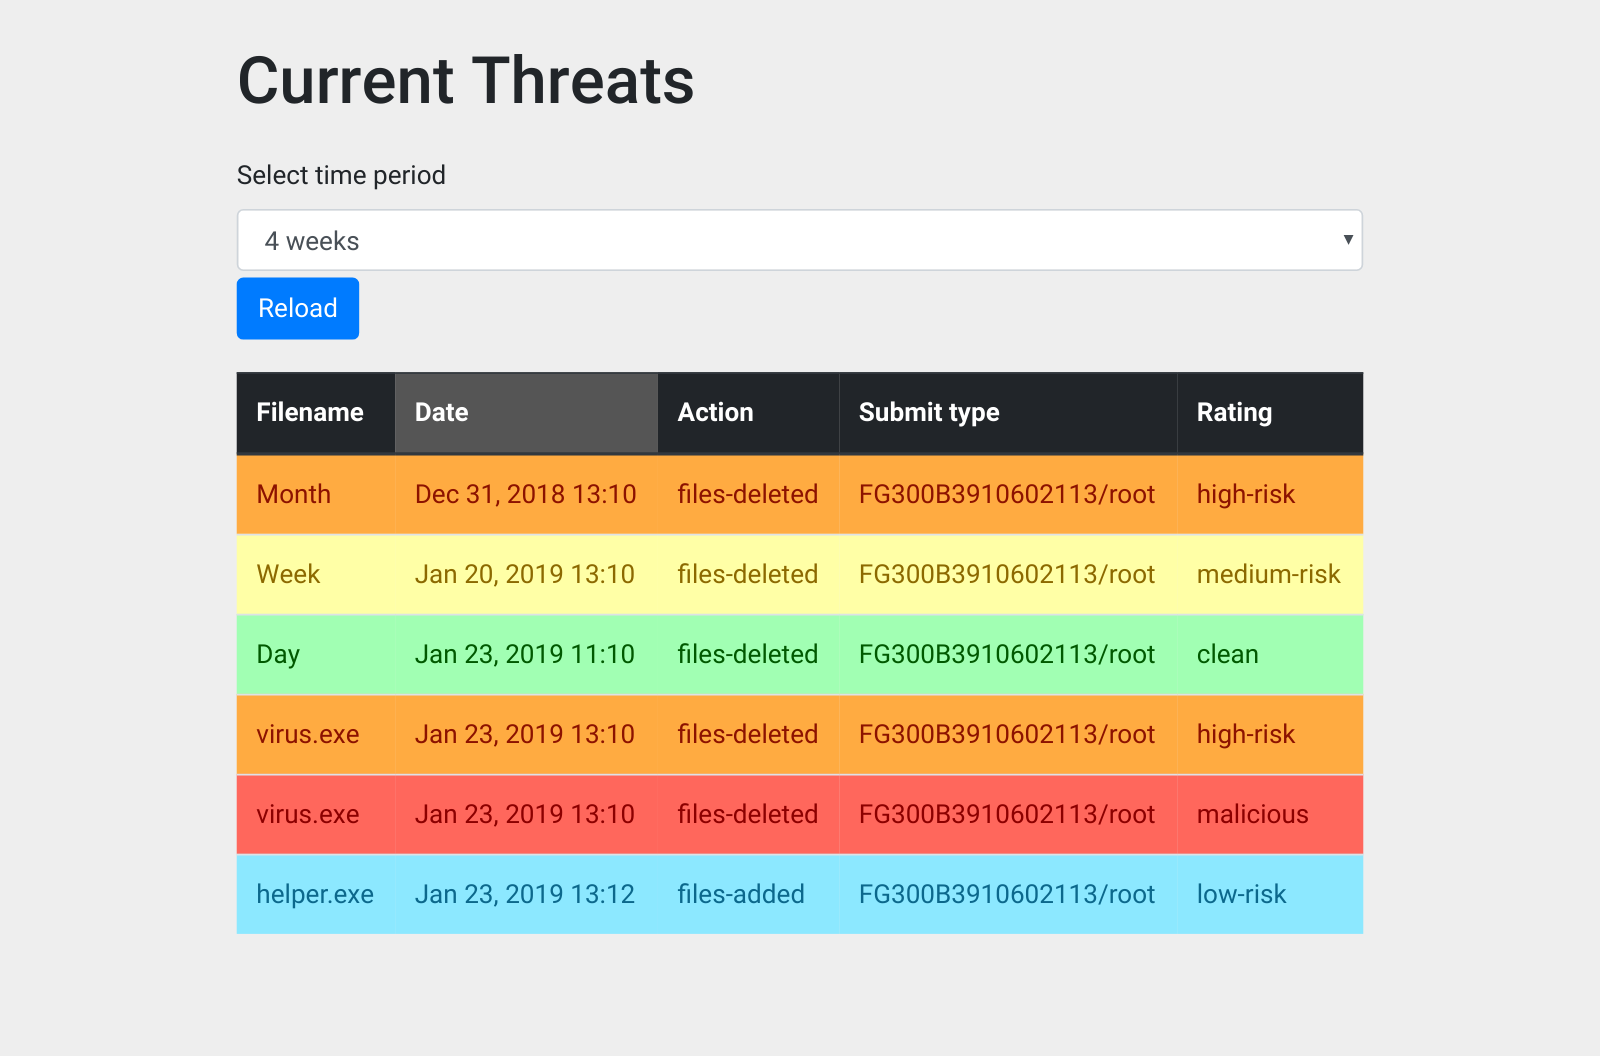 Current Threats
Select time period
4 weeks
Reload
Filename Date Action Submit type Rating
Month Dec 31, 2018 13:10 files-deleted FG300B3910602113/root high-risk
Week Jan 20, 2019 13:10 files-deleted FG300B3910602113/root medium-risk
Day Jan 23, 2019 11:10 files-deleted FG300B3910602113/root clean
virus.exe Jan 23, 2019 13:10 files-deleted FG300B3910602113/root high-risk
virus.exe Jan 23, 2019 13:10 files-deleted FG300B3910602113/root malicious
helper.exe Jan 23, 2019 13:12 files-added FG300B3910602113/root low-risk